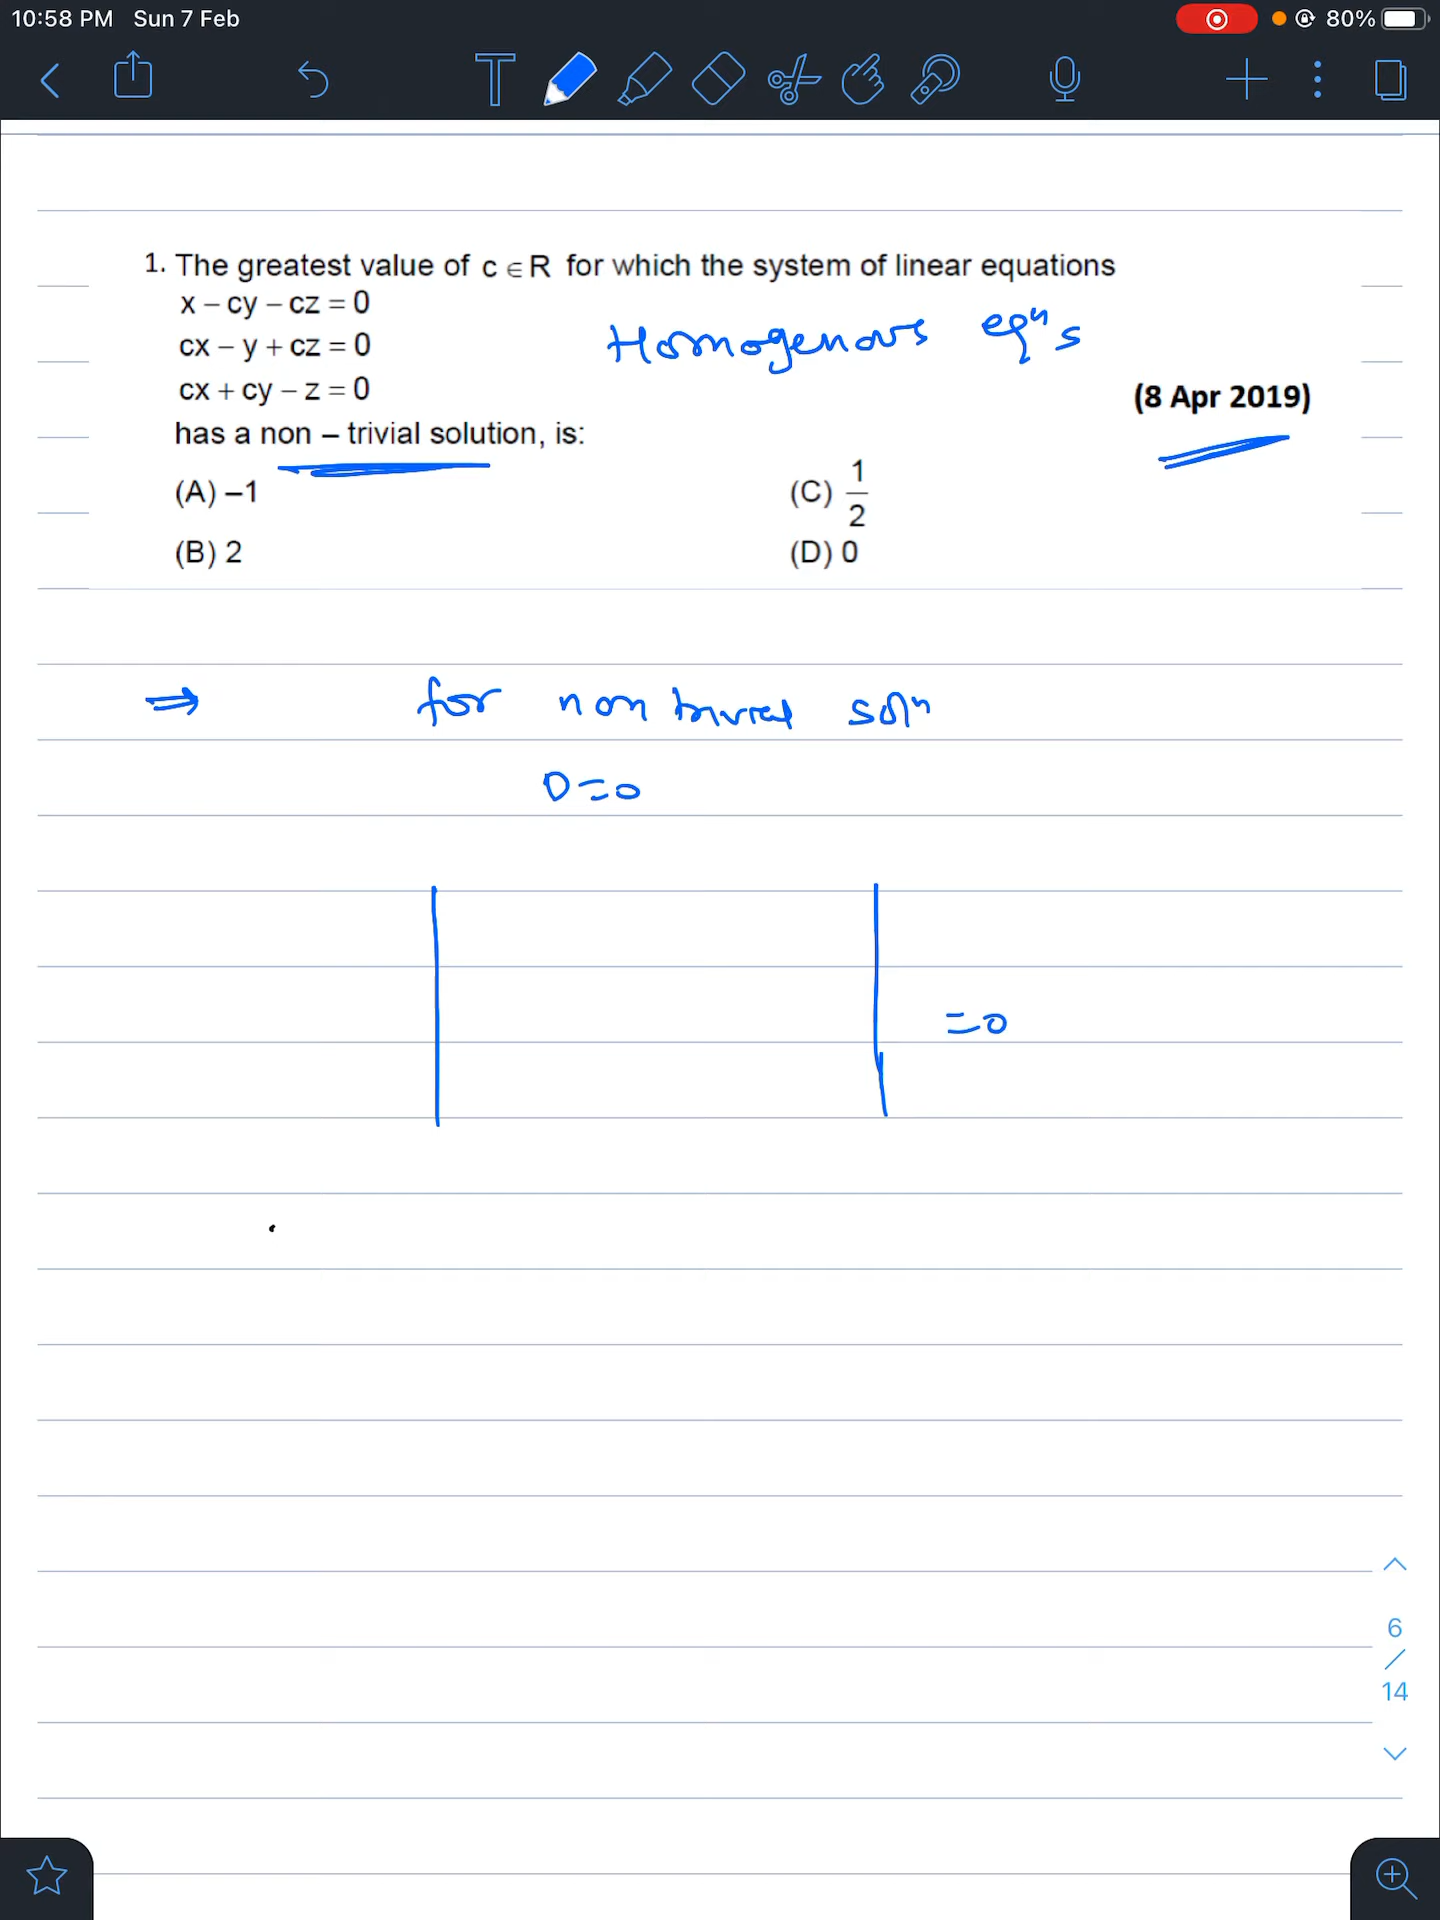 10:58 PM Sun 7 Feb
80%
1. The greatest value of c ∈ R for which the system of linear equations
x – cy – cz = 0
cx – y + cz = 0
cx + cy – z = 0
Homogenous eqⁿs
(8 Apr 2019)
has a non – trivial solution, is:
(A) –1
(C) 1/2
(B) 2
(D) 0
⇒ for non trivial solⁿ
D=0
=0
6
/
14